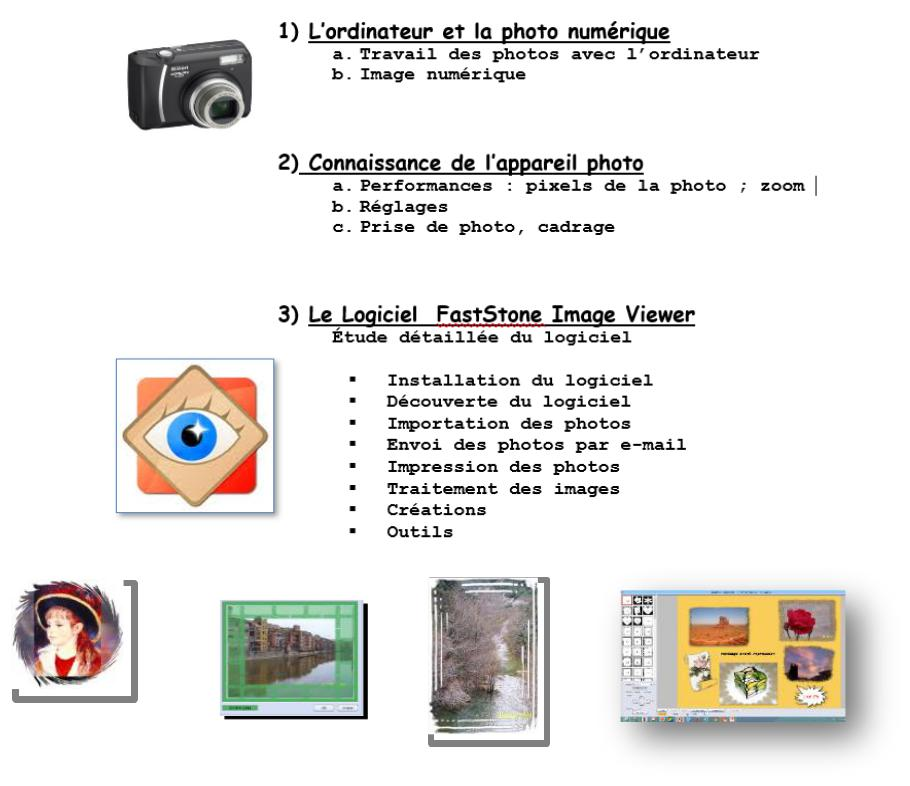 1) L'ordinateur et la photo numérique
a. Travail des photos avec l'ordinateur
b. Image numérique
Nikon
2) Connaissance de l'appareil photo
a. Performances : pixels de la photo ; zoom
b. Réglages
c. Prise de photo, cadrage
3) Le Logiciel FastStone Image Viewer
Étude détaillée du logiciel
▪ Installation du logiciel
▪ Découverte du logiciel
▪ Importation des photos
▪ Envoi des photos par e-mail
▪ Impression des photos
▪ Traitement des images
▪ Créations
▪ Outils